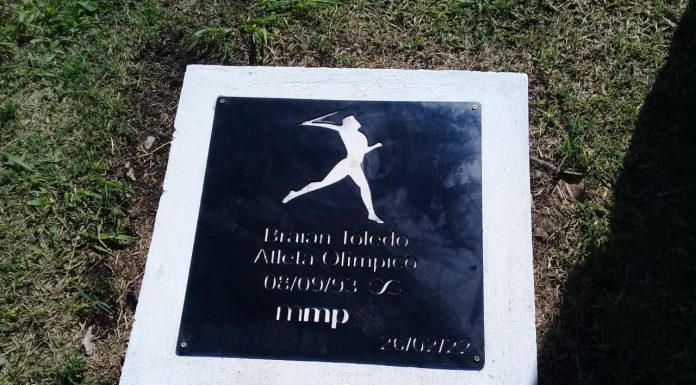 Braian Toledo
Atleta Olímpico
08/09/93 ∞
mmp
26/02/22